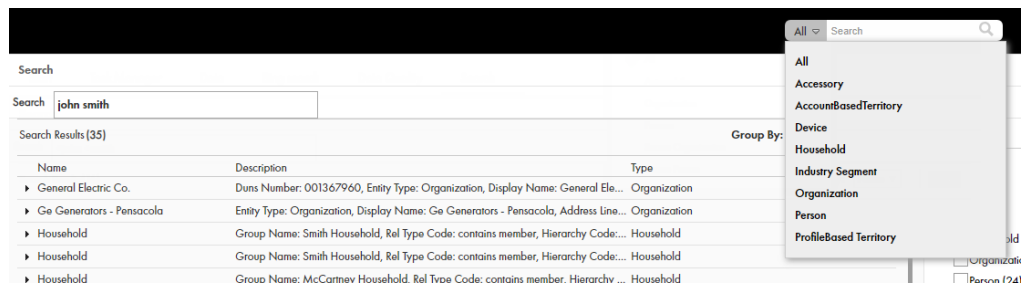 All Search
All
Accessory
AccountBasedTerritory
Device
Household
Industry Segment
Organization
Person
ProfileBased Territory
Search
Search john smith
Search Results (35) Group By:
Name Description Type
General Electric Co. Duns Number: 001367960, Entity Type: Organization, Display Name: General Ele... Organization
Ge Generators - Pensacola Entity Type: Organization, Display Name: Ge Generators - Pensacola, Address Line... Organization
Household Group Name: Smith Household, Rel Type Code: contains member, Hierarchy Code:... Household
Household Group Name: Smith Household, Rel Type Code: contains member, Hierarchy Code:... Household
Household Group Name: McCartney Household, Rel Type Code: contains member, Hierarchy ... Household
Person (24)